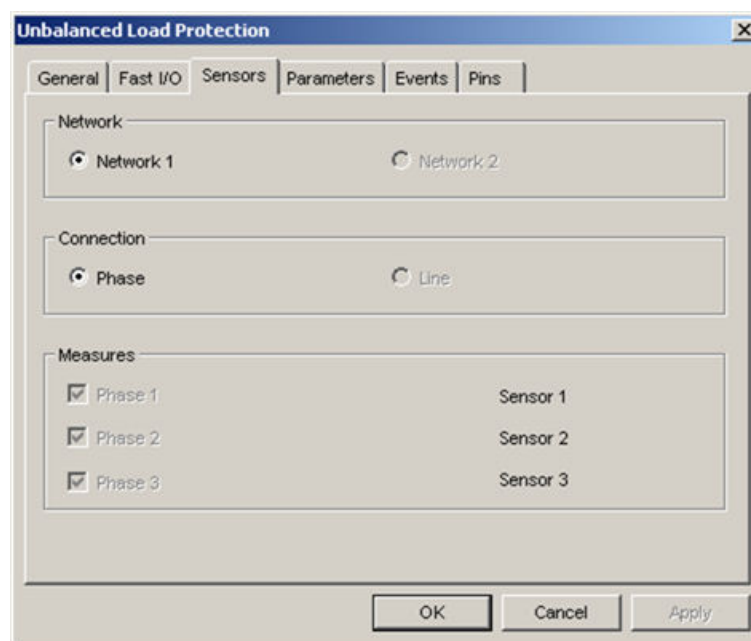 Unbalanced Load Protection
General Fast I/O Sensors Parameters Events Pins
Network
Network 1 Network 2
Connection
Phase Line
Measures
Phase 1 Sensor 1
Phase 2 Sensor 2
Phase 3 Sensor 3
OK Cancel Apply